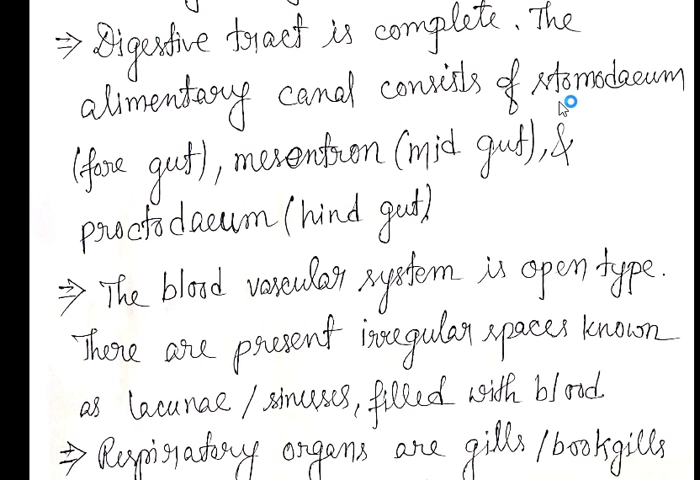 ⇒ Digestive tract is complete. The
alimentary canal consists of stomodaeum
(fore gut), mesentron (mid gut), &
proctodaeum (hind gut)
⇒ The blood vascular system is open type.
There are present irregular spaces known
as lacunae / sinuses, filled with blood
⇒ Respiratory organs are gills /bookgills